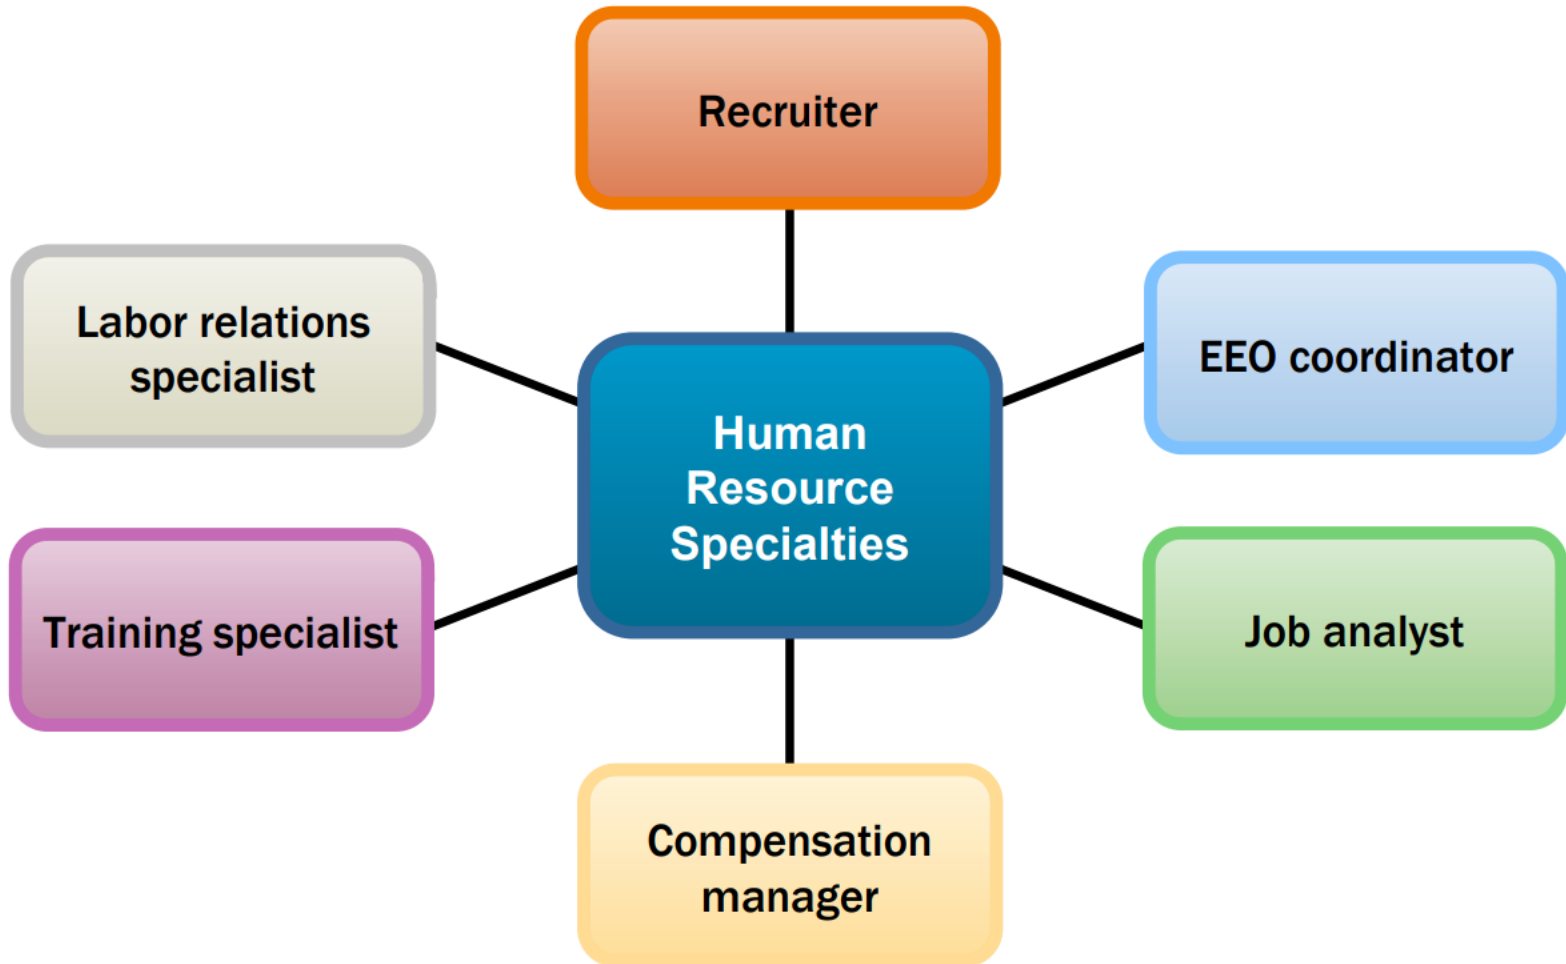 Recruiter
Labor relations
specialist
EEO coordinator
Human
Resource
Specialties
Training specialist
Job analyst
Compensation
manager